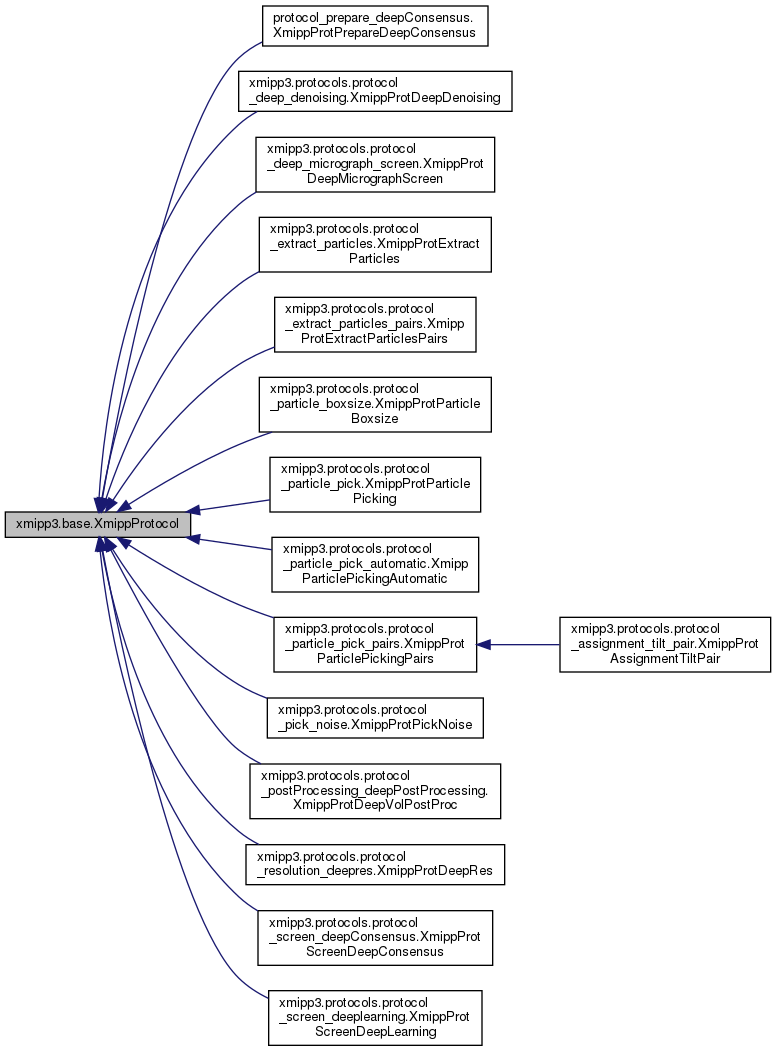 protocol_prepare_deepConsensus.
XmippProtPrepareDeepConsensus
xmipp3.protocols.protocol
_deep_denoising.XmippProtDeepDenoising
xmipp3.protocols.protocol
_deep_micrograph_screen.XmippProt
DeepMicrographScreen
xmipp3.protocols.protocol
_extract_particles.XmippProtExtract
Particles
xmipp3.protocols.protocol
_extract_particles_pairs.Xmipp
ProtExtractParticlesPairs
xmipp3.protocols.protocol
_particle_boxsize.XmippProtParticle
Boxsize
xmipp3.protocols.protocol
_particle_pick.XmippProtParticle
Picking
xmipp3.base.XmippProtocol
xmipp3.protocols.protocol
_particle_pick_automatic.Xmipp
ParticlePickingAutomatic
xmipp3.protocols.protocol
_particle_pick_pairs.XmippProt
ParticlePickingPairs
xmipp3.protocols.protocol
_assignment_tilt_pair.XmippProt
AssignmentTiltPair
xmipp3.protocols.protocol
_pick_noise.XmippProtPickNoise
xmipp3.protocols.protocol
_postProcessing_deepPostProcessing.
XmippProtDeepVolPostProc
xmipp3.protocols.protocol
_resolution_deepres.XmippProtDeepRes
xmipp3.protocols.protocol
_screen_deepConsensus.XmippProt
ScreenDeepConsensus
xmipp3.protocols.protocol
_screen_deeplearning.XmippProt
ScreenDeepLearning